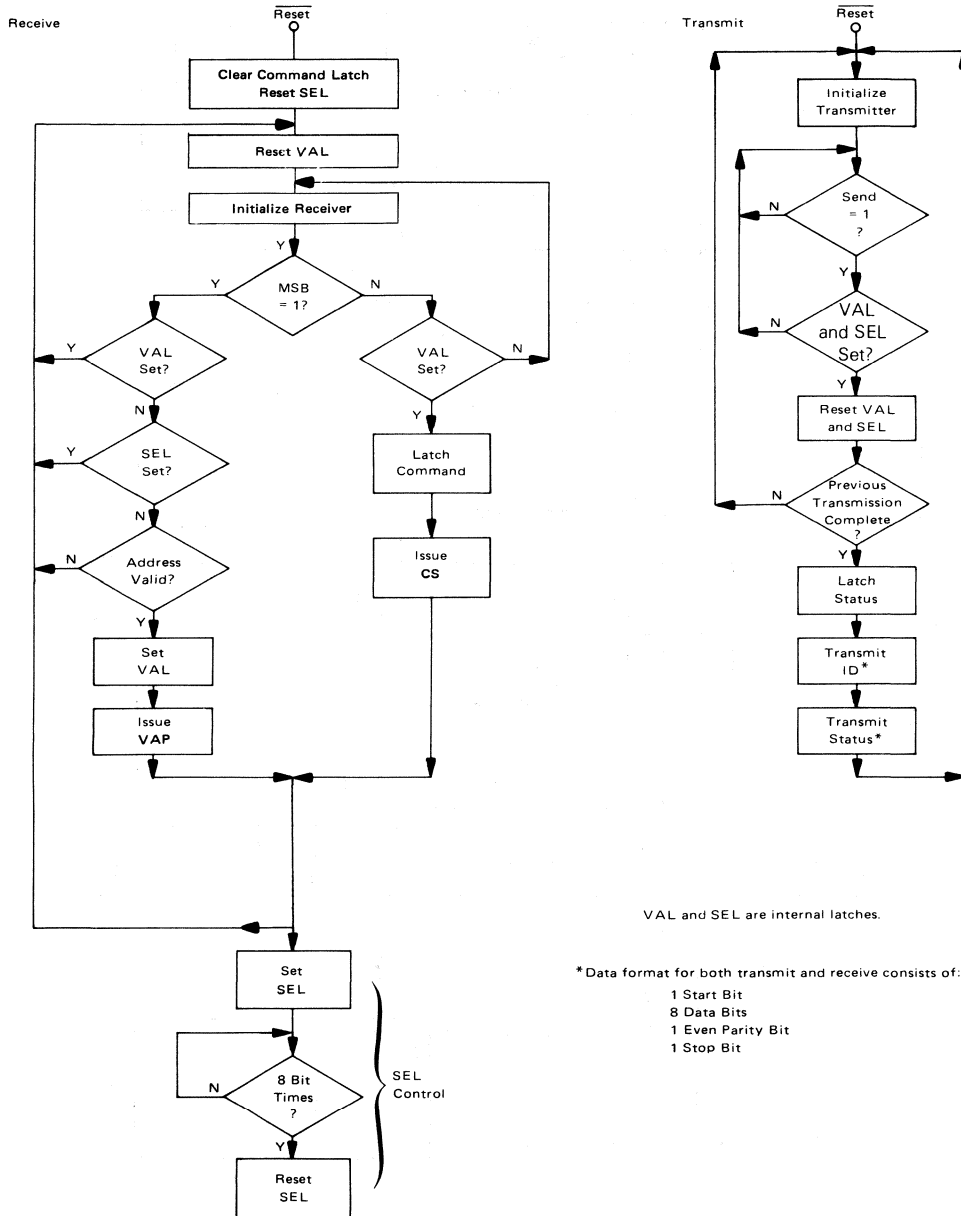 Receive
Reset
Clear Command Latch
Reset SEL
Reset VAL
Initialize Receiver
Y
MSB
= 1?
Y
N
VAL
Set?
Y
N
SEL
Set?
Y
N
Address
Valid?
N
Y
Set
VAL
Issue
VAP
VAL
Set?
N
Y
Latch
Command
Issue
CS
Set
SEL
8 Bit
Times
?
N
Y
Reset
SEL
SEL
Control
Transmit
Reset
Initialize
Transmitter
Send
= 1
?
N
Y
VAL
and SEL
Set?
N
Y
Reset VAL
and SEL
Previous
Transmission
Complete
?
N
Y
Latch
Status
Transmit
ID*
Transmit
Status*
VAL and SEL are internal latches.
*Data format for both transmit and receive consists of:
1 Start Bit
8 Data Bits
1 Even Parity Bit
1 Stop Bit